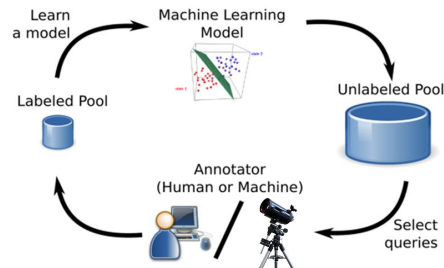 Learn
a model
Machine Learning
Model
Labeled Pool
Unlabeled Pool
Annotator
(Human or Machine)
Select
queries